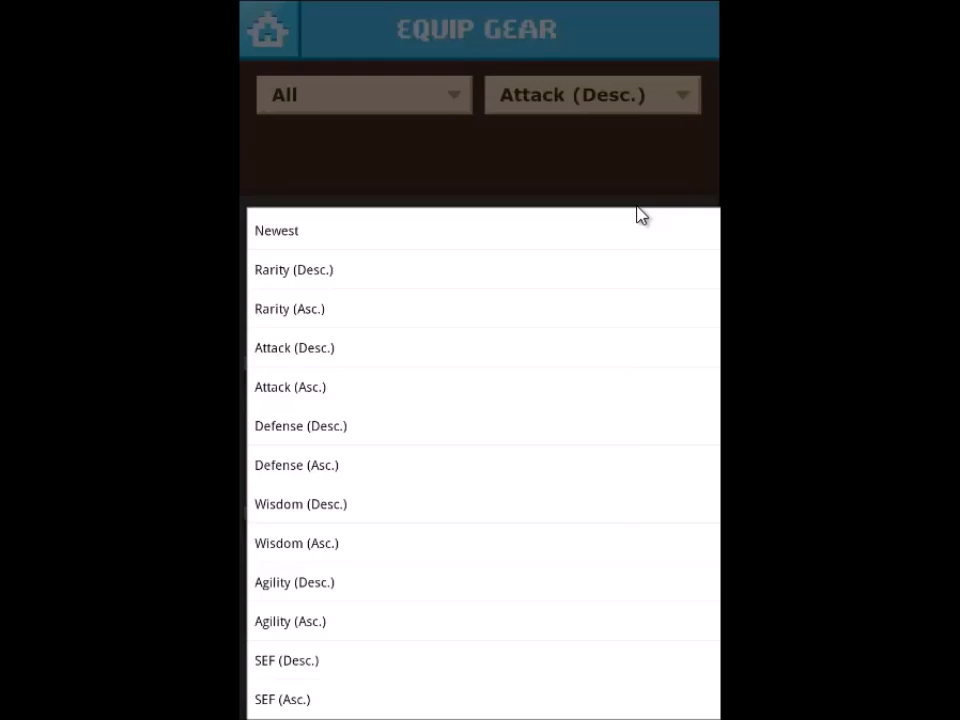 EQUIP GEAR
All
Attack (Desc.)
Newest
Rarity (Desc.)
Rarity (Asc.)
Attack (Desc.)
Attack (Asc.)
Defense (Desc.)
Defense (Asc.)
Wisdom (Desc.)
Wisdom (Asc.)
Agility (Desc.)
Agility (Asc.)
SEF (Desc.)
SEF (Asc.)